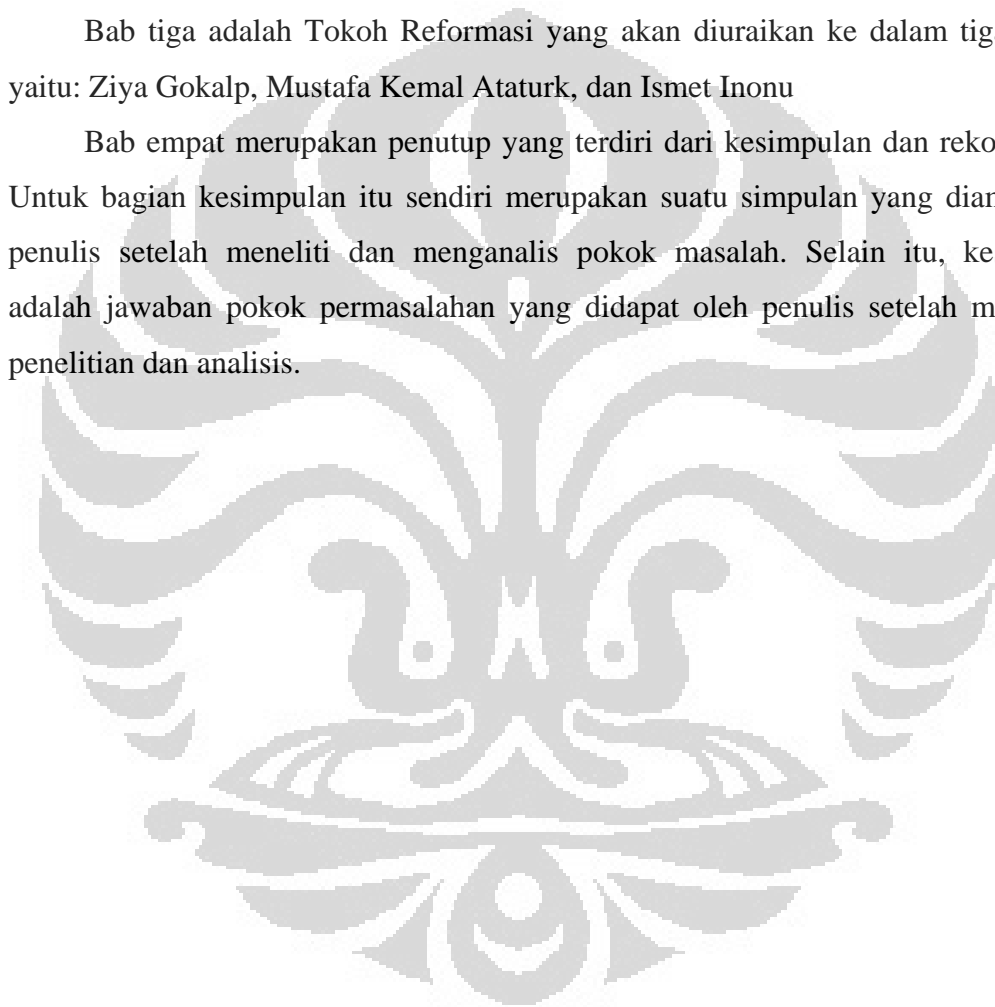 Bab tiga adalah Tokoh Reformasi yang akan diuraikan ke dalam tiga
yaitu: Ziya Gokalp, Mustafa Kemal Ataturk, dan Ismet Inonu
Bab empat merupakan penutup yang terdiri dari kesimpulan dan reko
Untuk bagian kesimpulan itu sendiri merupakan suatu simpulan yang diam
penulis setelah meneliti dan menganalis pokok masalah. Selain itu, ke
adalah jawaban pokok permasalahan yang didapat oleh penulis setelah m
penelitian dan analisis.